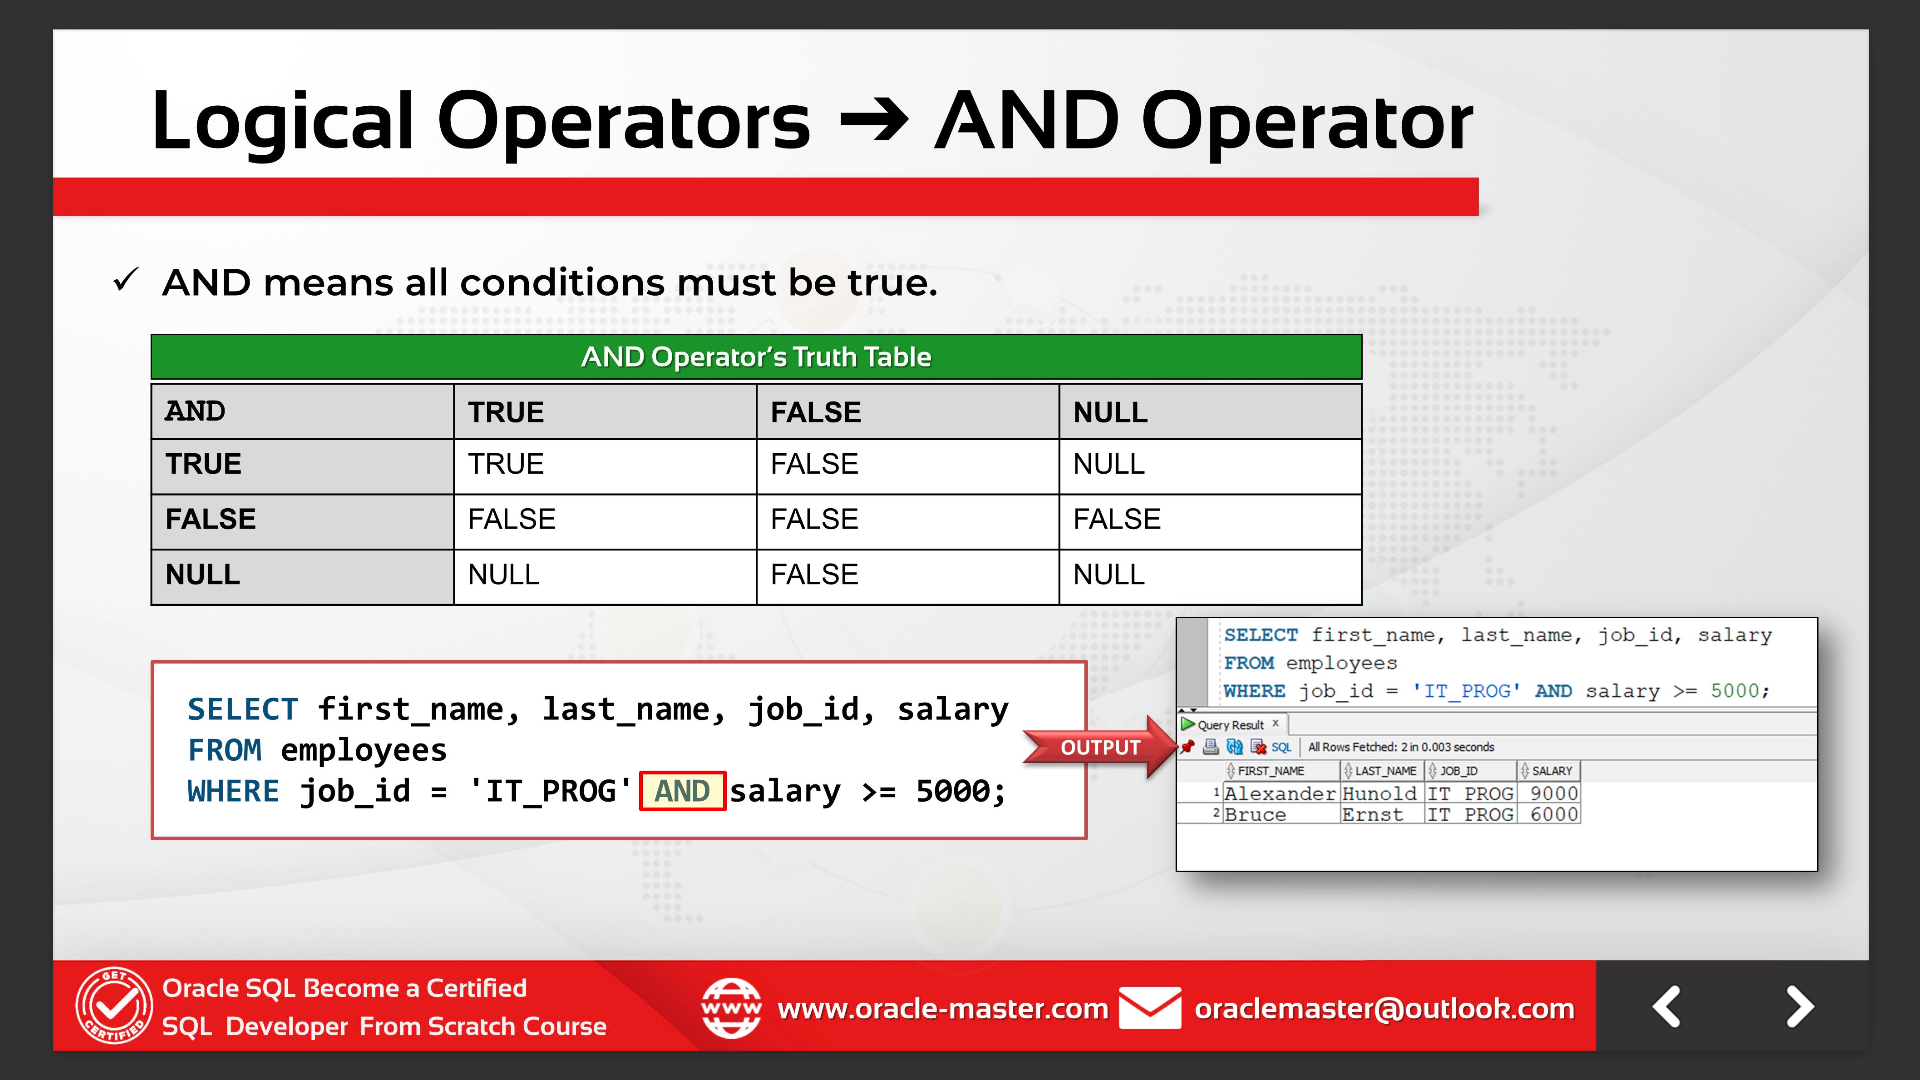 Logical Operators ➔ AND Operator
✓ AND means all conditions must be true.
AND Operator's Truth Table
AND TRUE FALSE NULL
TRUE TRUE FALSE NULL
FALSE FALSE FALSE FALSE
NULL NULL FALSE NULL
SELECT first_name, last_name, job_id, salary
FROM employees
WHERE job_id = 'IT_PROG' AND salary >= 5000;
OUTPUT
SELECT first_name, last_name, job_id, salary
FROM employees
WHERE job_id = 'IT_PROG' AND salary >= 5000;
Query Result x
SQL | All Rows Fetched: 2 in 0.003 seconds
FIRST_NAME LAST_NAME JOB_ID SALARY
1 Alexander Hunold IT_PROG 9000
2 Bruce Ernst IT_PROG 6000
GET CERTIFIED
Oracle SQL Become a Certified
SQL Developer From Scratch Course
www
www.oracle-master.com
oraclemaster@outlook.com